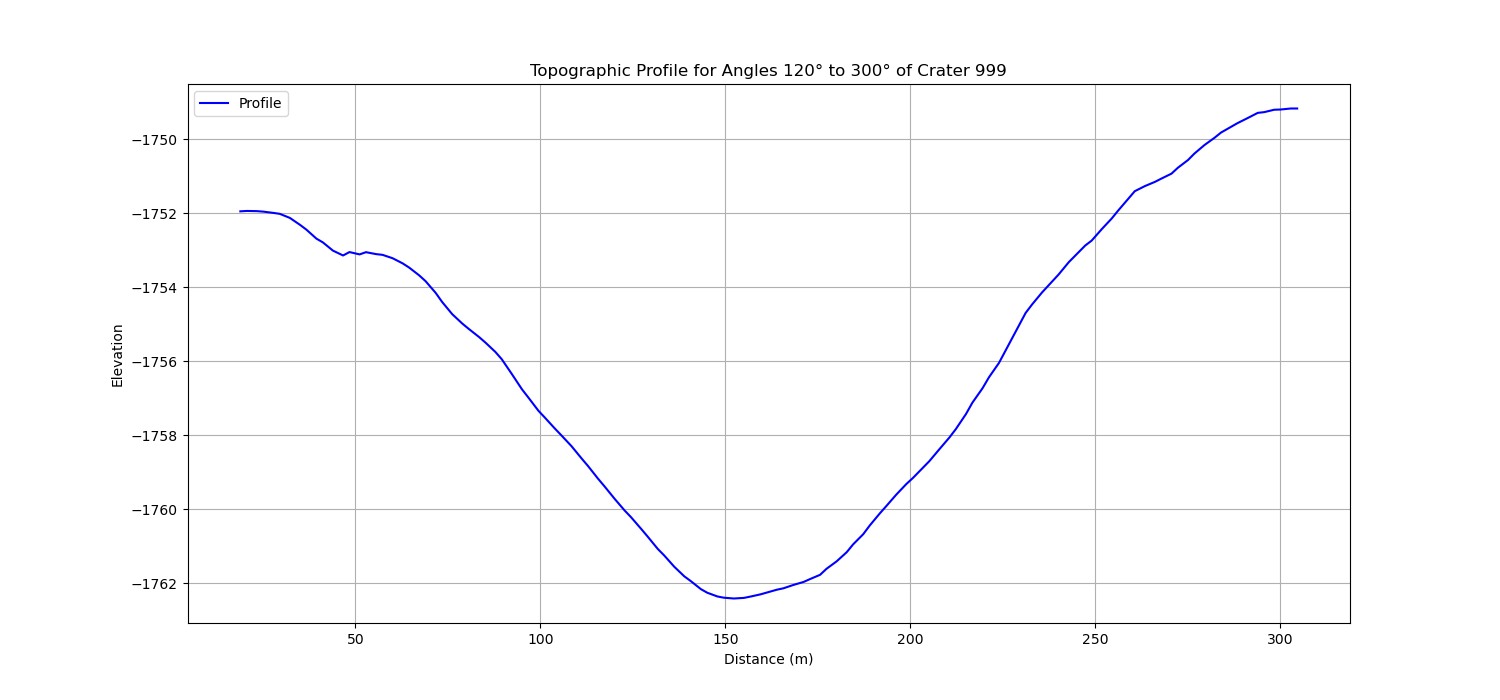 Topographic Profile for Angles 120° to 300° of Crater 999
Profile
−1750
−1752
−1754
−1756
−1758
−1760
−1762
Elevation
50 100 150 200 250 300
Distance (m)